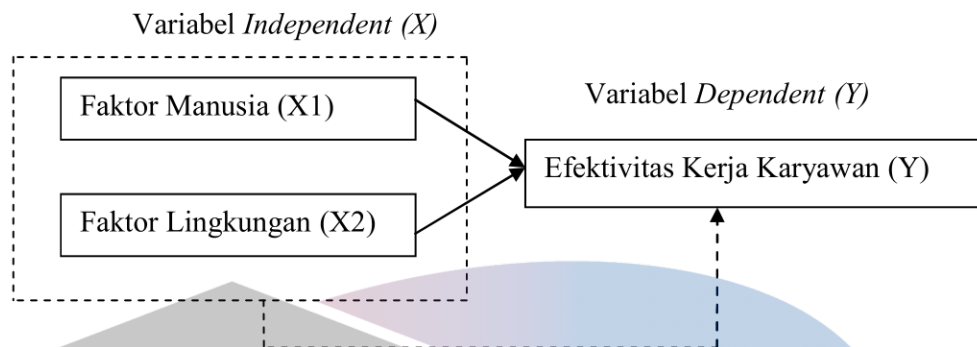 Variabel Independent (X)
Faktor Manusia (X1)
Variabel Dependent (Y)
Efektivitas Kerja Karyawan (Y)
Faktor Lingkungan (X2)